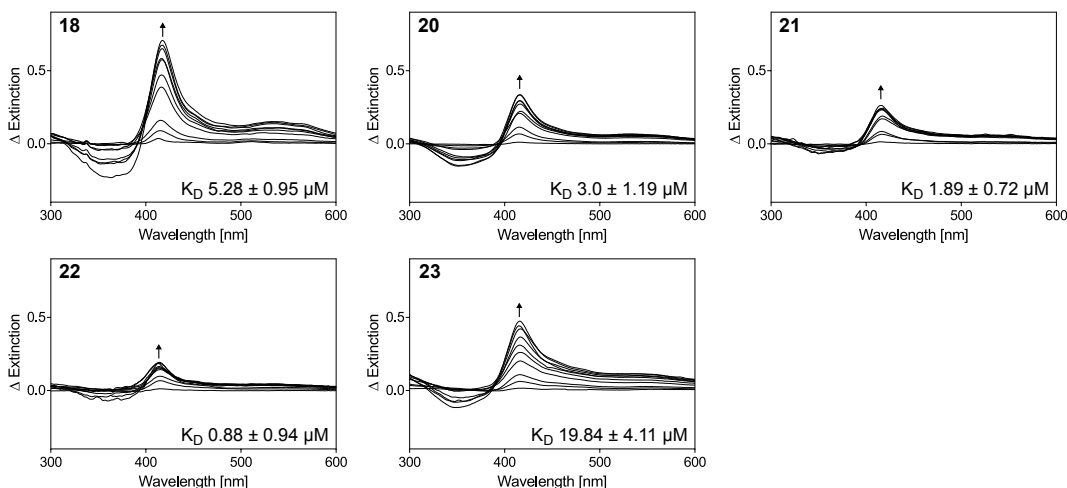 18
Δ Extinction
0.5
0.0
K_D 5.28 ± 0.95 µM
300 400 500 600
Wavelength [nm]
20
Δ Extinction
0.5
0.0
K_D 3.0 ± 1.19 µM
300 400 500 600
Wavelength [nm]
21
Δ Extinction
0.5
0.0
K_D 1.89 ± 0.72 µM
300 400 500 600
Wavelength [nm]
22
Δ Extinction
0.5
0.0
K_D 0.88 ± 0.94 µM
300 400 500 600
Wavelength [nm]
23
Δ Extinction
0.5
0.0
K_D 19.84 ± 4.11 µM
300 400 500 600
Wavelength [nm]